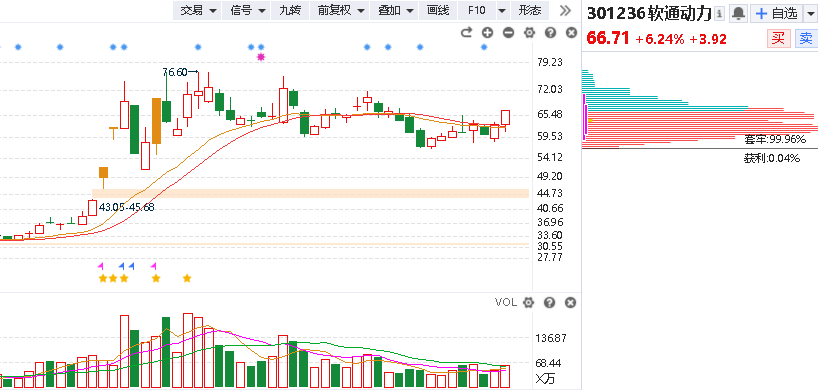 交易 信号 九转 前复权 叠加 画线 F10 形态
301236 软通动力 自选
66.71 +6.24% +3.92 买 卖
79.23
76.60
72.03
65.48
59.53
54.12
49.20
44.73
43.05-45.68
40.66
36.96
33.60
30.55
27.77
套牢:99.96%
获利:0.04%
VOL
13687
68.44
X万